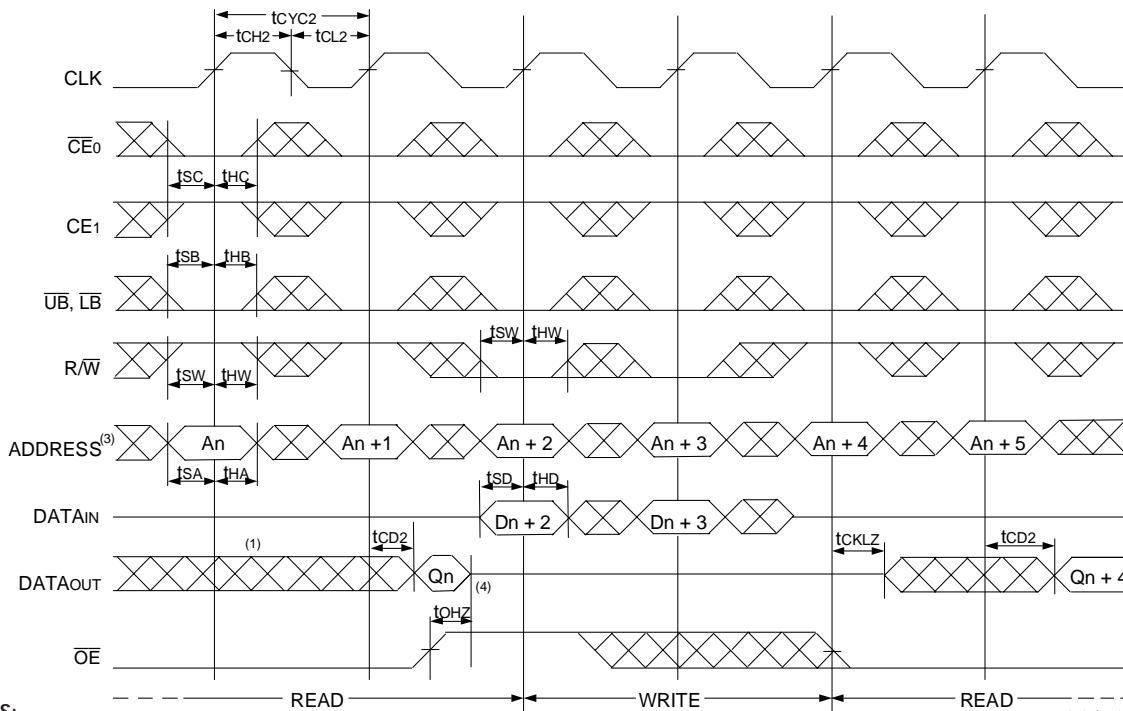 tCYC2
tCH2 tCL2
CLK
CE0
tSC tHC
CE1
tSB tHB
UB, LB
tSW tHW
R/W
tSW tHW
ADDRESS(3) An An +1 An + 2 An + 3 An + 4 An + 5
tSA tHA tSD tHD
DATAIN Dn + 2 Dn + 3
(1) tCD2 tCKLZ tCD2
DATAOUT Qn (4) Qn + 4
tOHZ
OE
READ WRITE READ